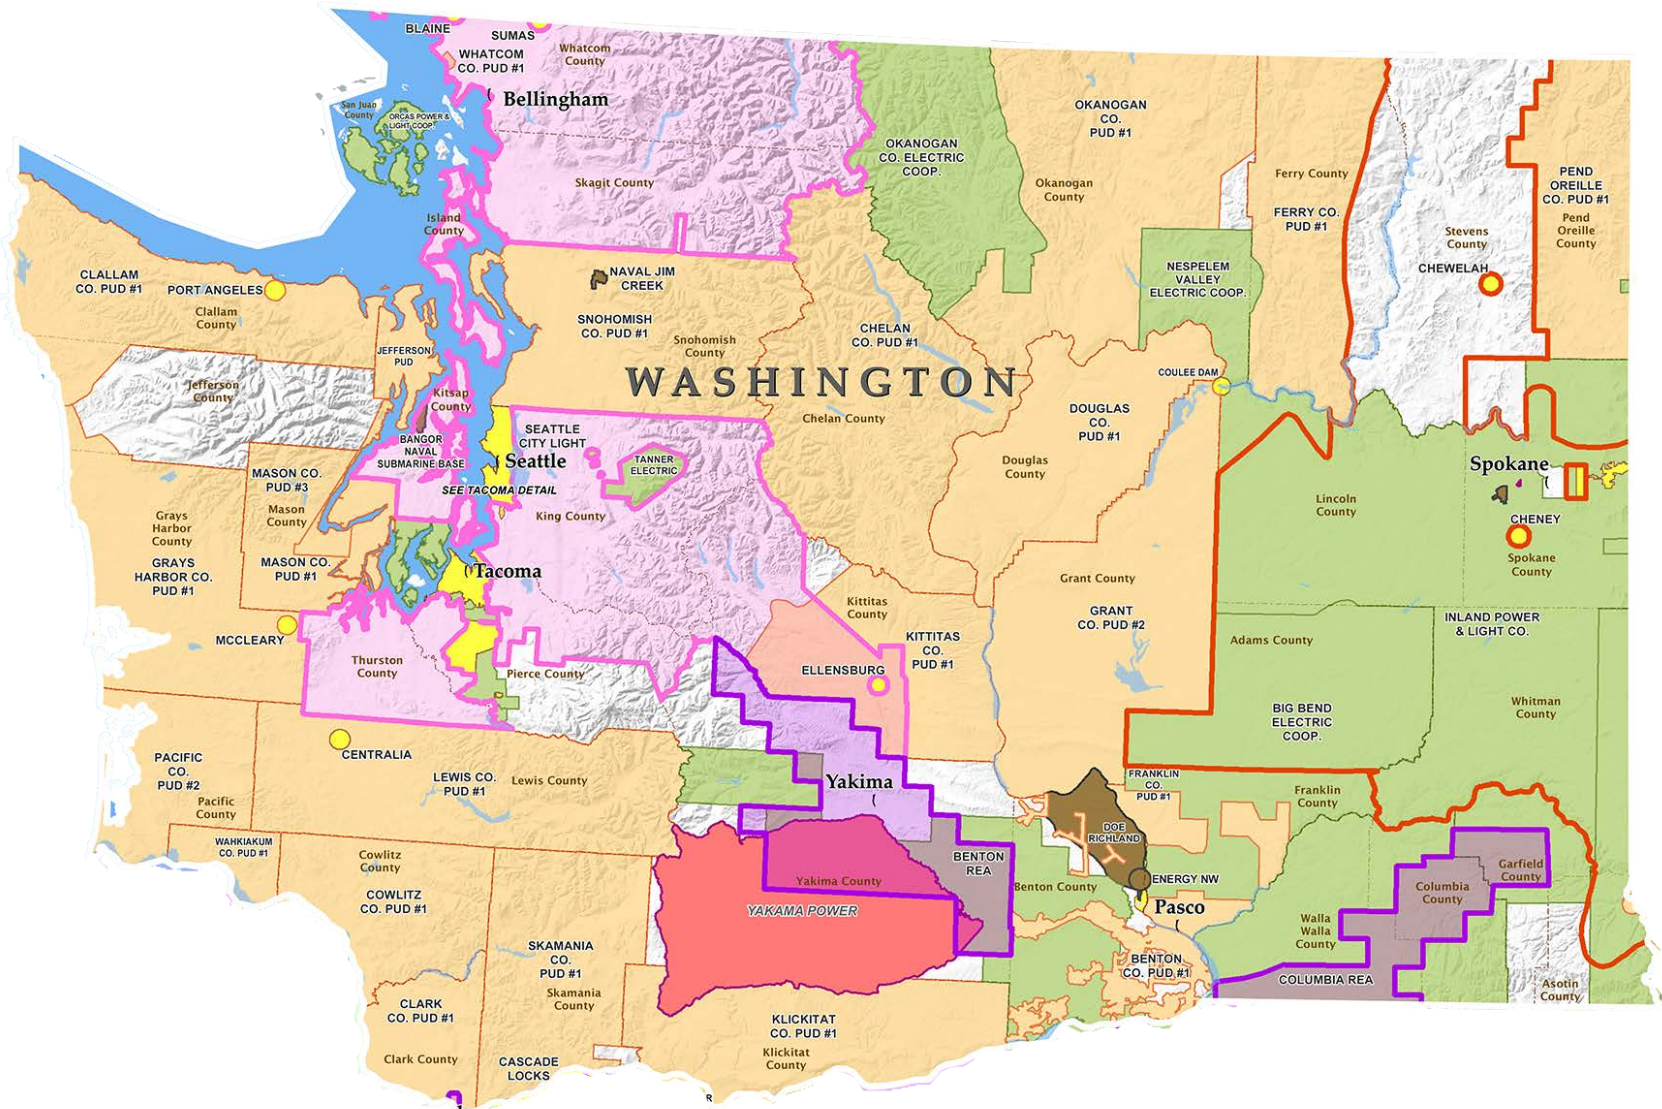 BLAINE
SUMAS
WHATCOM
CO. PUD #1
Whatcom
County
Bellingham
San Juan
County
ORCAS POWER &
LIGHT COOP.
OKANOGAN
CO. ELECTRIC
COOP.
OKANOGAN
CO.
PUD #1
Okanogan
County
Ferry County
FERRY CO.
PUD #1
PEND
OREILLE
CO. PUD #1
Pend
Oreille
County
Stevens
County
CHEWELAH
Skagit County
Island
County
CLALLAM
CO. PUD #1
PORT ANGELES
Clallam
County
NAVAL JIM
CREEK
SNOHOMISH
CO. PUD #1
Snohomish
County
CHELAN
CO. PUD #1
NESPELEM
VALLEY
ELECTRIC COOP.
JEFFERSON
PUD
Jefferson
County
Kitsap
County
WASHINGTON
Chelan County
COULEE DAM
DOUGLAS
CO.
PUD #1
Douglas
County
BANGOR
NAVAL
SUBMARINE BASE
SEATTLE
CITY LIGHT
Seattle
SEE TACOMA DETAIL
TANNER
ELECTRIC
King County
MASON CO.
PUD #3
Mason
County
MASON CO.
PUD #1
Grays
Harbor
County
GRAYS
HARBOR CO.
PUD #1
Spokane
Lincoln
County
CHENEY
Spokane
County
Tacoma
Grant County
GRANT
CO. PUD #2
Kittitas
County
KITTITAS
CO.
PUD #1
ELLENSBURG
MCCLEARY
Thurston
County
Pierce County
Adams County
INLAND POWER
& LIGHT CO.
BIG BEND
ELECTRIC
COOP.
Whitman
County
CENTRALIA
PACIFIC
CO.
PUD #2
Pacific
County
LEWIS CO.
PUD #1
Lewis County
Yakima
FRANKLIN
CO.
PUD #1
Franklin
County
WAHKIAKUM
CO. PUD #1
Cowlitz
County
COWLITZ
CO. PUD #1
DOE
RICHLAND
BENTON
REA
Benton County
ENERGY NW
Pasco
Yakima County
YAKAMA POWER
Garfield
County
Columbia
County
Walla
Walla
County
COLUMBIA REA
Asotin
County
BENTON
CO. PUD #1
SKAMANIA
CO.
PUD #1
Skamania
County
CLARK
CO. PUD #1
Clark County
KLICKITAT
CO. PUD #1
Klickitat
County
CASCADE
LOCKS
R